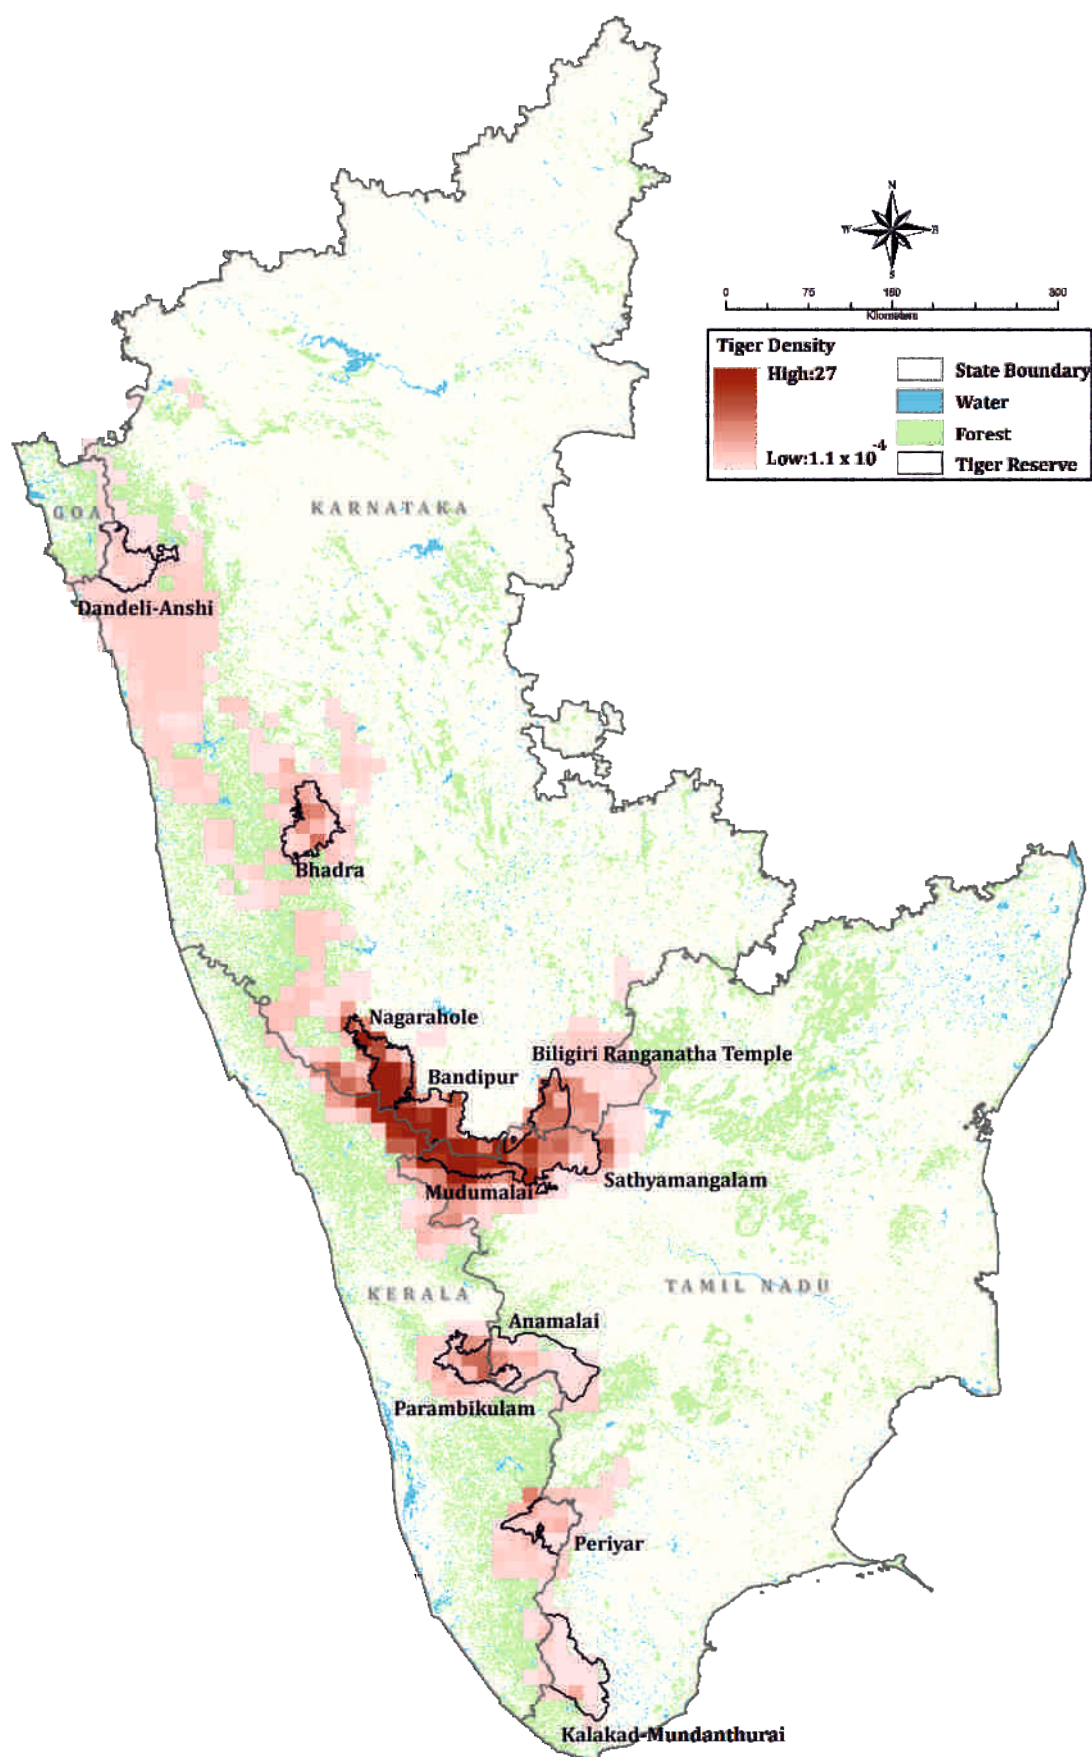 N
W
E
S
0 75 150 300
Kilometers
Tiger Density
High:27
Low:1.1 x 10-4
State Boundary
Water
Forest
Tiger Reserve
GOA
KARNATAKA
Dandeli-Anshi
Bhadra
Nagarahole
Biligiri Ranganatha Temple
Bandipur
Sathyamangalam
Mudumalai
KERALA
TAMIL NADU
Anamalai
Parambikulam
Periyar
Kalakad-Mundanthurai